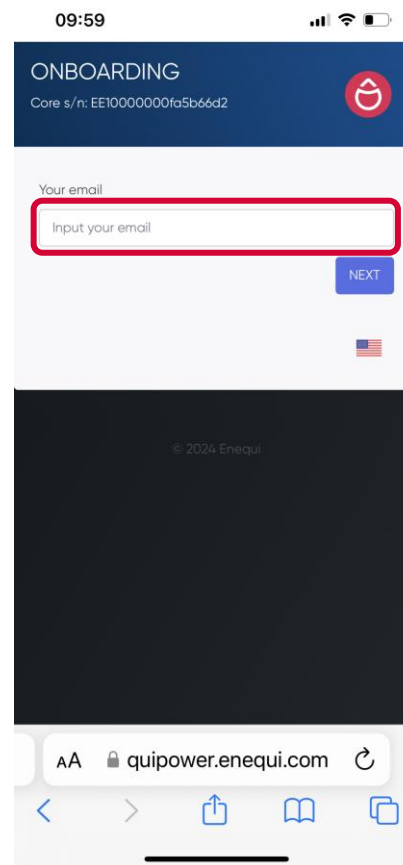 09:59
ONBOARDING
Core s/n: EE10000000fa5b66d2
Your email
Input your email
NEXT
© 2024 Enequi
AA quipower.enequi.com